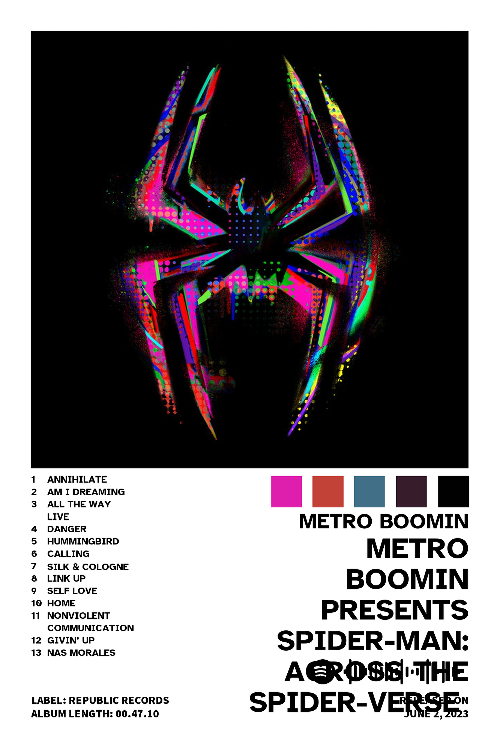 1 ANNIHILATE
2 AM I DREAMING
3 ALL THE WAY
LIVE
4 DANGER
5 HUMMINGBIRD
6 CALLING
7 SILK & COLOGNE
8 LINK UP
9 SELF LOVE
10 HOME
11 NONVIOLENT
COMMUNICATION
12 GIVIN' UP
13 NAS MORALES
LABEL: REPUBLIC RECORDS
ALBUM LENGTH: 00.47.10
METRO BOOMIN
METRO
BOOMIN
PRESENTS
SPIDER-MAN:
ACROSS THE
SPIDER-VERSE
RELEASED ON
JUNE 2, 2023